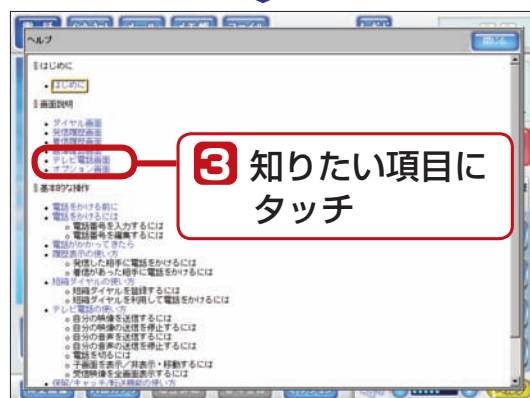 電 話
メール
メモ帳
ファイル
ヘルプ
閉じる
はじめに
・はじめに
画面説明
・ダイヤル画面
・発信履歴画面
・着信履歴画面
・テレビ電話画面
・オプション画面
3 知りたい項目に
タッチ
基本的な操作
・電話をかける前に
・電話をかけるには
電話番号を入力するには
電話番号を編集するには
・電話がかかってきたら
・履歴表示の使い方
発信した相手に電話をかけるには
着信があった相手に電話をかけるには
・短縮ダイヤルの使い方
短縮ダイヤルを登録するには
短縮ダイヤルを利用して電話をかけるには
・テレビ電話の使い方
自分の映像を送信するには
自分の映像の送信を停止するには
自分の音声を送信するには
自分の音声の送信を停止するには
電話を切るには
子画面を表示／非表示・移動するには
受信映像を全画面表示するには
・保留/キャッチ/転送機能の使い方